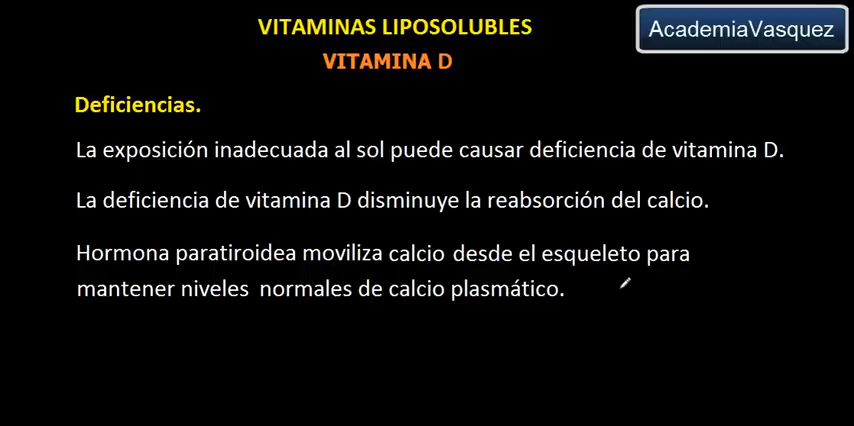 VITAMINAS LIPOSOLUBLES
AcademiaVasquez
VITAMINA D
Deficiencias.
La exposición inadecuada al sol puede causar deficiencia de vitamina D.
La deficiencia de vitamina D disminuye la reabsorción del calcio.
Hormona paratiroidea moviliza calcio desde el esqueleto para
mantener niveles normales de calcio plasmático.